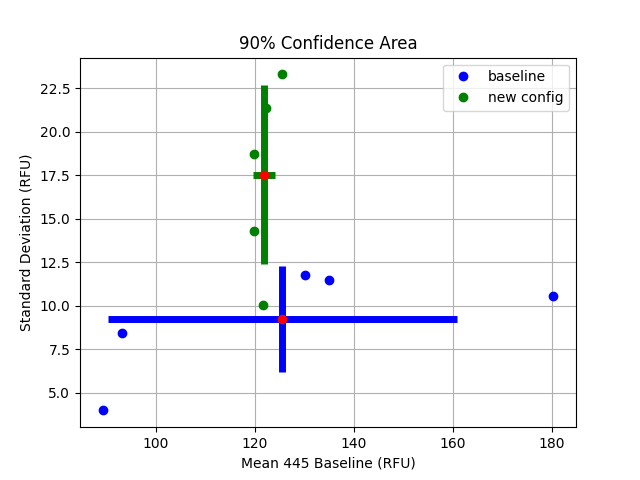 90% Confidence Area
baseline
new config
22.5
20.0
17.5
15.0
12.5
10.0
7.5
5.0
Standard Deviation (RFU)
100
120
140
160
180
Mean 445 Baseline (RFU)